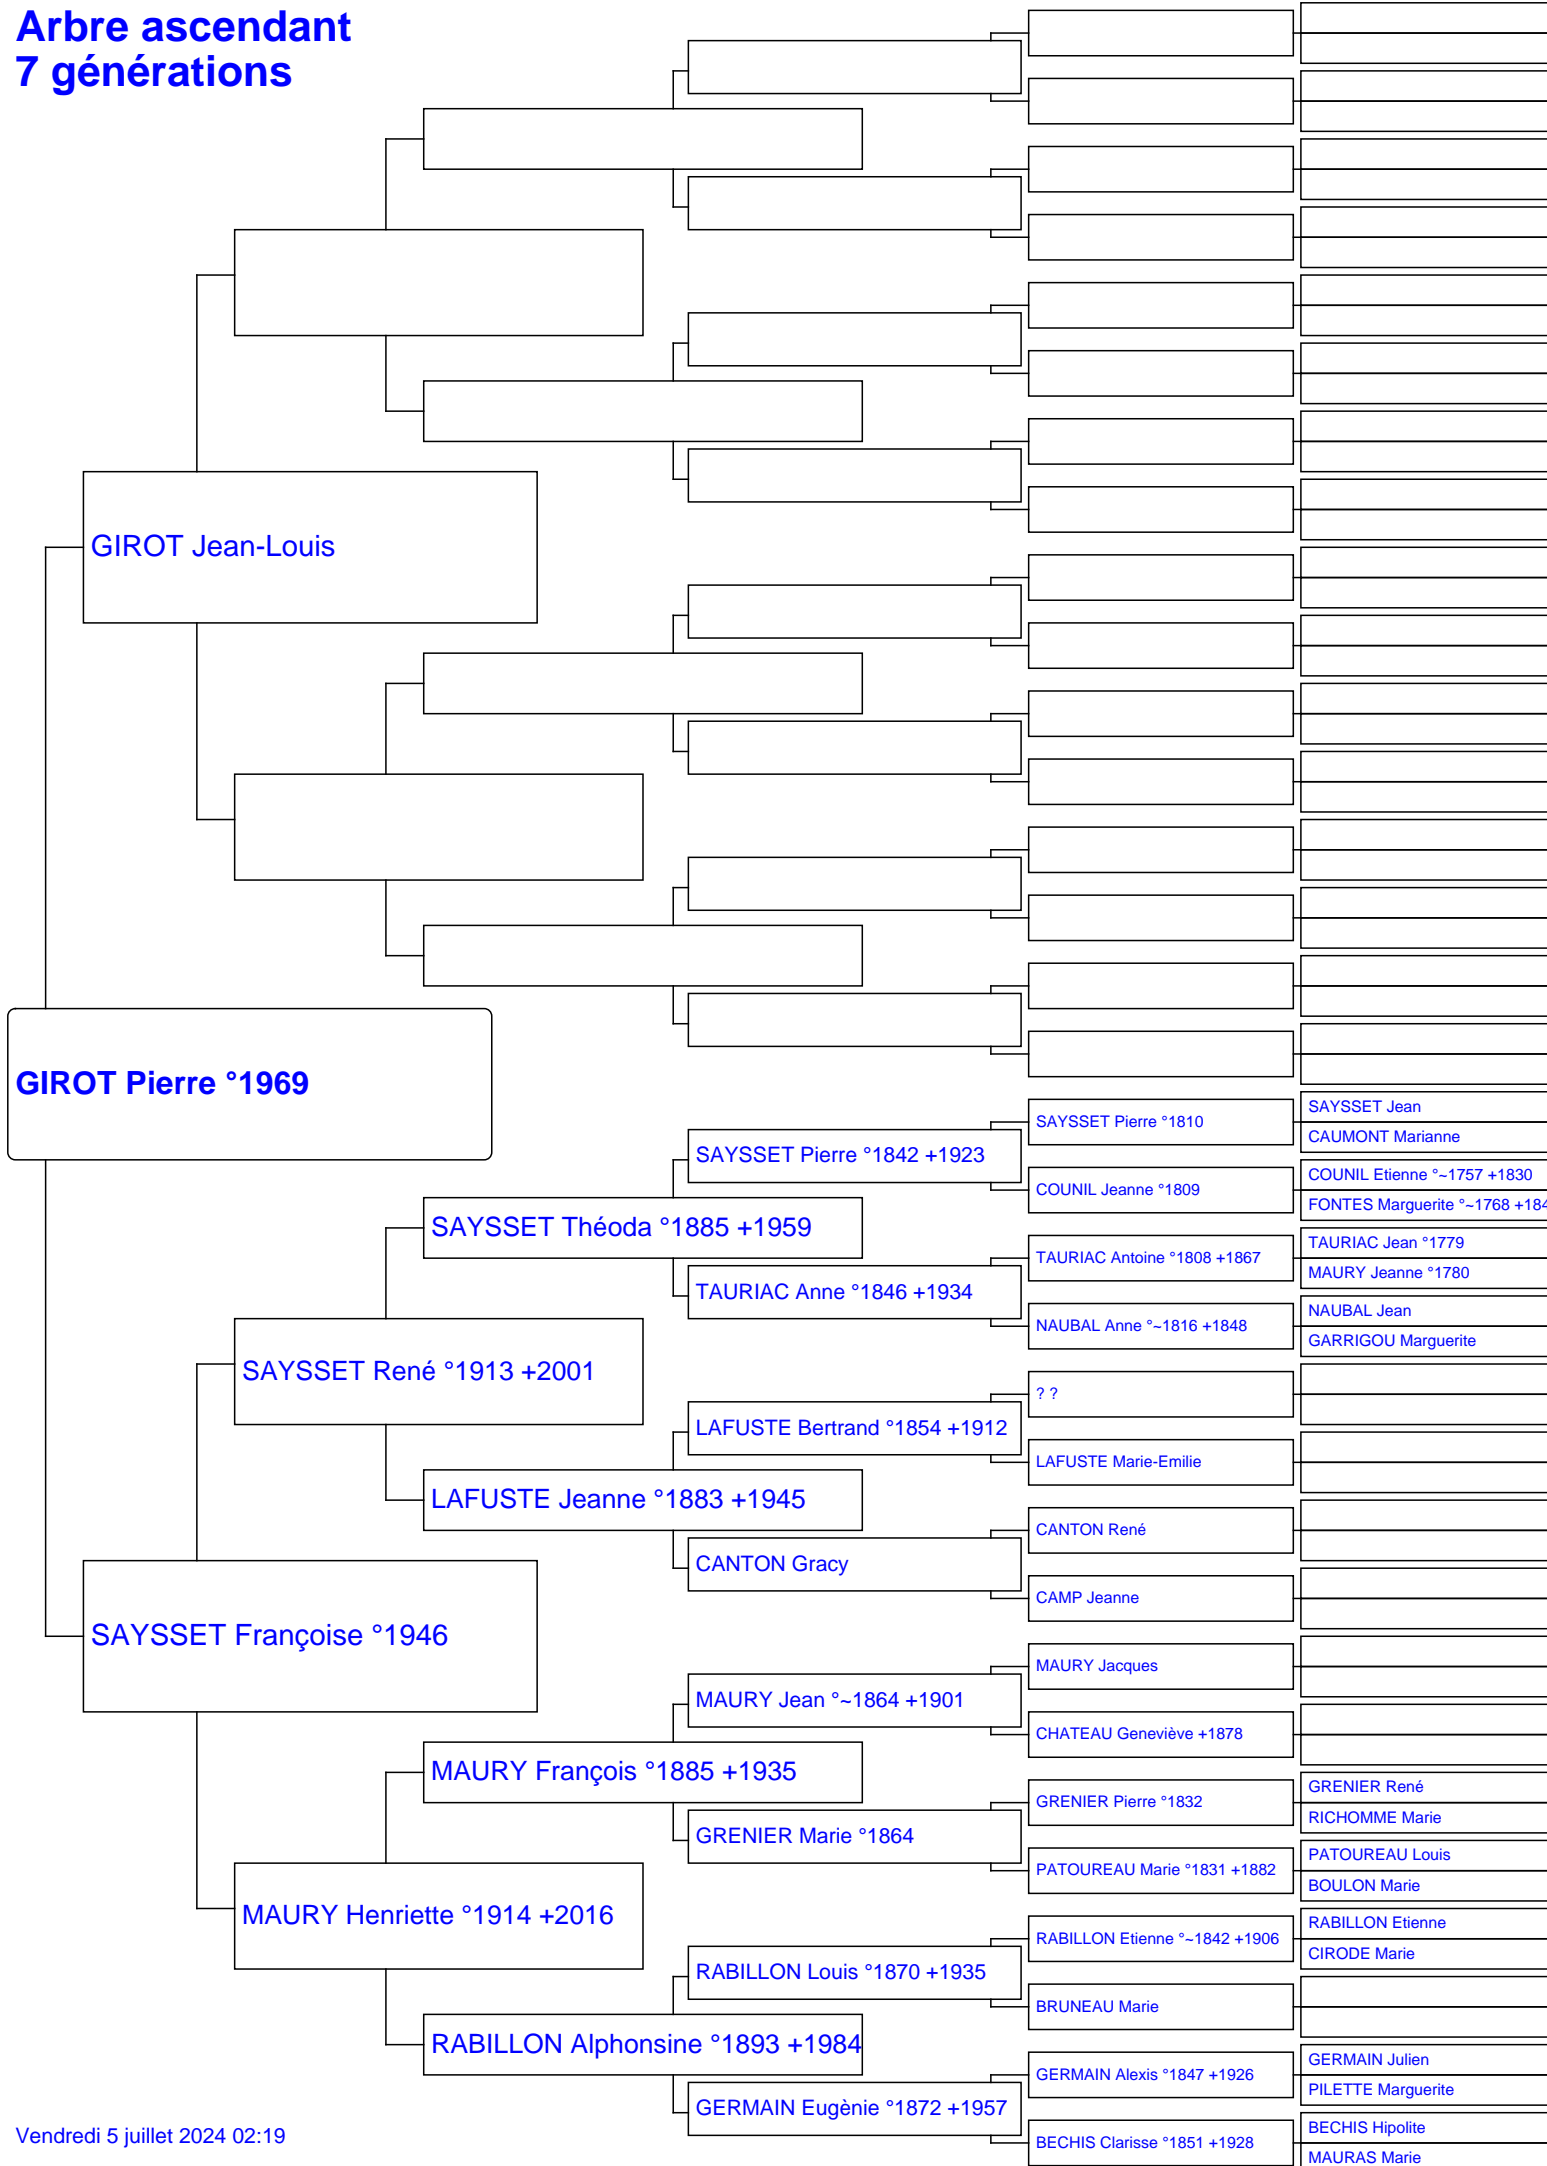 Arbre ascendant
7 générations
GIROT Jean-Louis
GIROT Pierre °1969
SAYSSET Jean
SAYSSET Pierre °1810
CAUMONT Marianne
SAYSSET Pierre °1842 +1923
COUNIL Etienne °~1757 +1830
COUNIL Jeanne °1809
FONTES Marguerite °~1768 +184
SAYSSET Théoda °1885 +1959
TAURIAC Jean °1779
TAURIAC Antoine °1808 +1867
MAURY Jeanne °1780
TAURIAC Anne °1846 +1934
NAUBAL Jean
NAUBAL Anne °~1816 +1848
GARRIGOU Marguerite
SAYSSET René °1913 +2001
? ?
LAFUSTE Bertrand °1854 +1912
LAFUSTE Marie-Emilie
LAFUSTE Jeanne °1883 +1945
CANTON René
CANTON Gracy
CAMP Jeanne
SAYSSET Françoise °1946
MAURY Jacques
MAURY Jean °~1864 +1901
CHATEAU Geneviève +1878
MAURY François °1885 +1935
GRENIER René
GRENIER Pierre °1832
RICHOMME Marie
GRENIER Marie °1864
PATOUREAU Louis
PATOUREAU Marie °1831 +1882
BOULON Marie
MAURY Henriette °1914 +2016
RABILLON Etienne
RABILLON Etienne °~1842 +1906
CIRODE Marie
RABILLON Louis °1870 +1935
BRUNEAU Marie
RABILLON Alphonsine °1893 +1984
GERMAIN Julien
GERMAIN Alexis °1847 +1926
PILETTE Marguerite
GERMAIN Eugènie °1872 +1957
BECHIS Hipolite
BECHIS Clarisse °1851 +1928
MAURAS Marie
Vendredi 5 juillet 2024 02:19